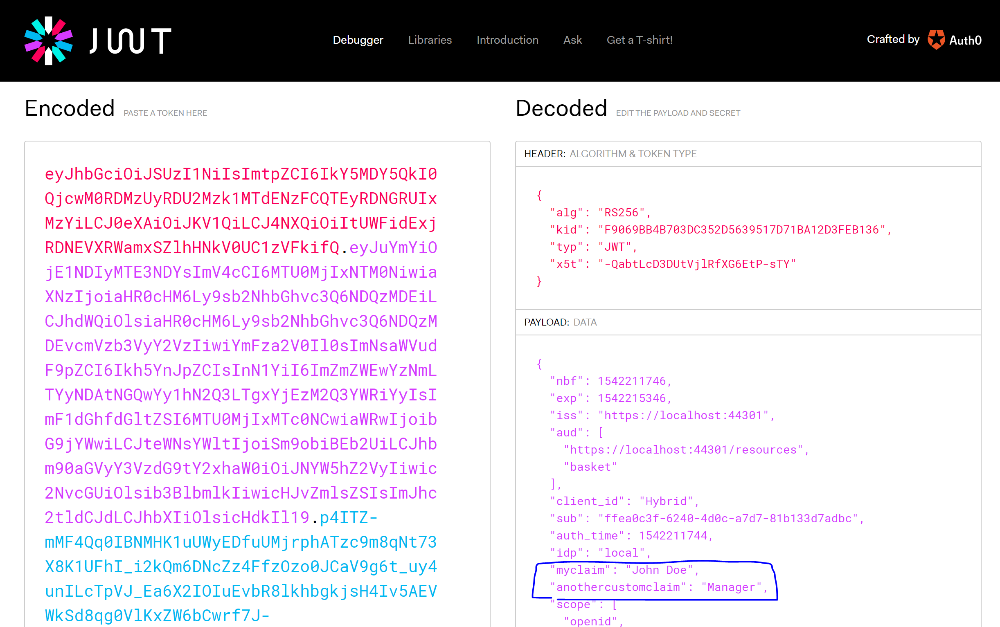 JWT
Debugger Libraries Introduction Ask Get a T-shirt!
Crafted by Auth0
Encoded PASTE A TOKEN HERE
eyJhbGciOiJSUzI1NiIsImtpZCI6IkY5MDY5QkI0
QjcwM0RDMzUyRDU2Mzk1MTdENzFCQTEyRDNGRUIx
MzYiLCJ0eXAiOiJKV1QiLCJ4NXQiOiItUWFidExj
RDNEVXRWamxSZlhHNkV0UC1zVFkifQ.eyJuYmYiO
jE1NDIyMTE3NDYsImV4cCI6MTU0MjIxNTM0Niwia
XNzIjoiaHR0cHM6Ly9sb2NhbGhvc3Q6NDQzMDEiL
CJhdWQiOlsiaHR0cHM6Ly9sb2NhbGhvc3Q6NDQzM
DEvcmVzb3VyY2VzIiwiYmFza2V0Il0sImNsaWVud
F9pZCI6Ikh5YnJpZCIsInN1YiI6ImZmZWEwYzNmL
TYyNDAtNGQwYy1hN2Q3LTgxYjEzM2Q3YWRiYyIsI
mF1dGhfdGltZSI6MTU0MjIxMTc0NCwiaWRwIjoib
G9jYWwiLCJteWNsYWltIjoiSm9obiBEb2UiLCJhb
m90aGVyY3VzdG9tY2xhaW0iOiJNYW5hZ2VyIiwic
2NvcGUiOlsib3BlbmlkIiwicHJvZmlsZSIsImJhc
2tldCJdLCJhbXIiOlsicHdkIl19.p4ITZ-
mMF4Qq0IBNMHK1uUWyEDfuUMjrphATzc9m8qNt73
X8K1UFhI_i2kQm6DNcZz4FfzOzo0JCaV9g6t_uy4
unILcTpVJ_Ea6X2IOIuEvbR8lkhbgkjsH4Iv5AEV
WkSd8qg0VlKxZW6bCwrf7J-
Decoded EDIT THE PAYLOAD AND SECRET
HEADER: ALGORITHM & TOKEN TYPE
{
"alg": "RS256",
"kid": "F9069BB4B703DC352D5639517D71BA12D3FEB136",
"typ": "JWT",
"x5t": "-QabtLcD3DUtVjlRfXG6EtP-sTY"
}
PAYLOAD: DATA
{
"nbf": 1542211746,
"exp": 1542215346,
"iss": "https://localhost:44301",
"aud": [
"https://localhost:44301/resources",
"basket"
],
"client_id": "Hybrid",
"sub": "ffea0c3f-6240-4d0c-a7d7-81b133d7adbc",
"auth_time": 1542211744,
"idp": "local",
"myclaim": "John Doe",
"anothercustomclaim": "Manager",
"scope": [
"openid",